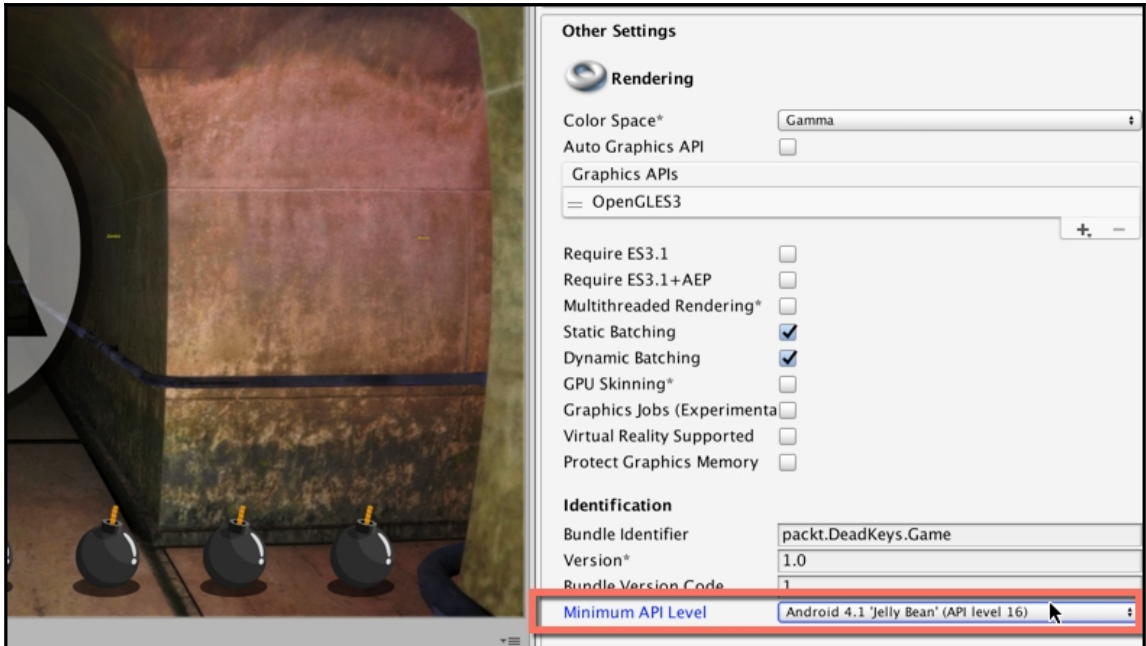 Other Settings
Rendering
Color Space*
Gamma
Auto Graphics API
Graphics APIs
OpenGLES3
Require ES3.1
Require ES3.1+AEP
Multithreaded Rendering*
Static Batching
Dynamic Batching
GPU Skinning*
Graphics Jobs (Experimenta
Virtual Reality Supported
Protect Graphics Memory
Identification
Bundle Identifier
packt.DeadKeys.Game
Version*
1.0
Bundle Version Code
1
Minimum API Level
Android 4.1 'Jelly Bean' (API level 16)